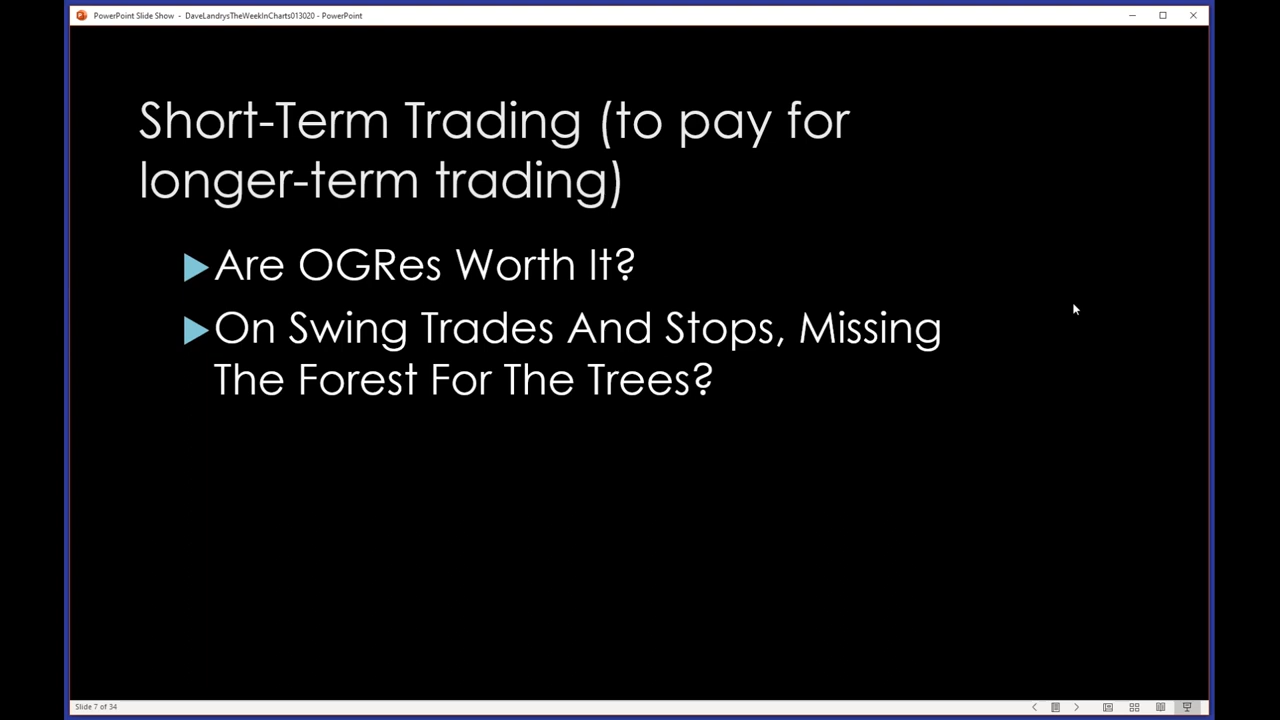 PowerPoint Slide Show - DaveLandrysTheWeekInCharts013020 - PowerPoint
Short-Term Trading (to pay for
longer-term trading)
Are OGRes Worth It?
On Swing Trades And Stops, Missing
The Forest For The Trees?
Slide 7 of 34